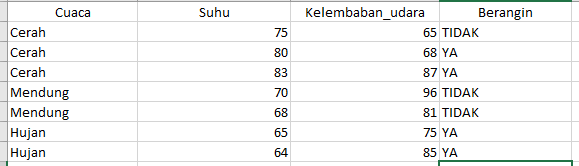 Cuaca Suhu Kelembaban_udara Berangin
Cerah 75 65 TIDAK
Cerah 80 68 YA
Cerah 83 87 YA
Mendung 70 96 TIDAK
Mendung 68 81 TIDAK
Hujan 65 75 YA
Hujan 64 85 YA